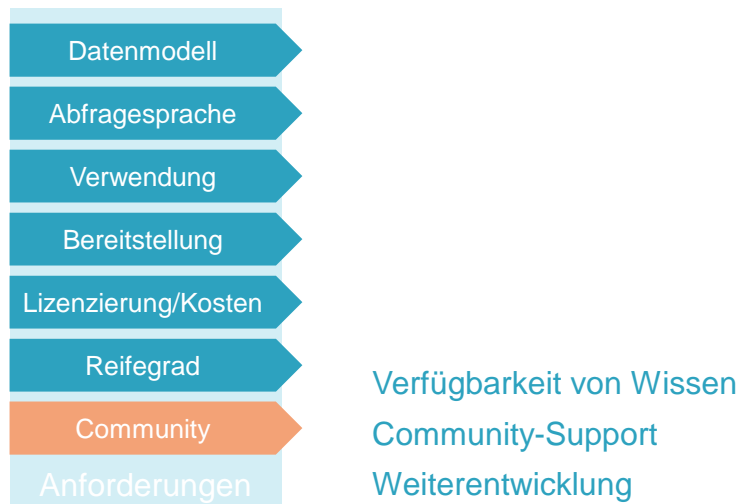 Datenmodell
Abfragesprache
Verwendung
Bereitstellung
Lizenzierung/Kosten
Reifegrad
Community
Anforderungen
Verfügbarkeit von Wissen
Community-Support
Weiterentwicklung